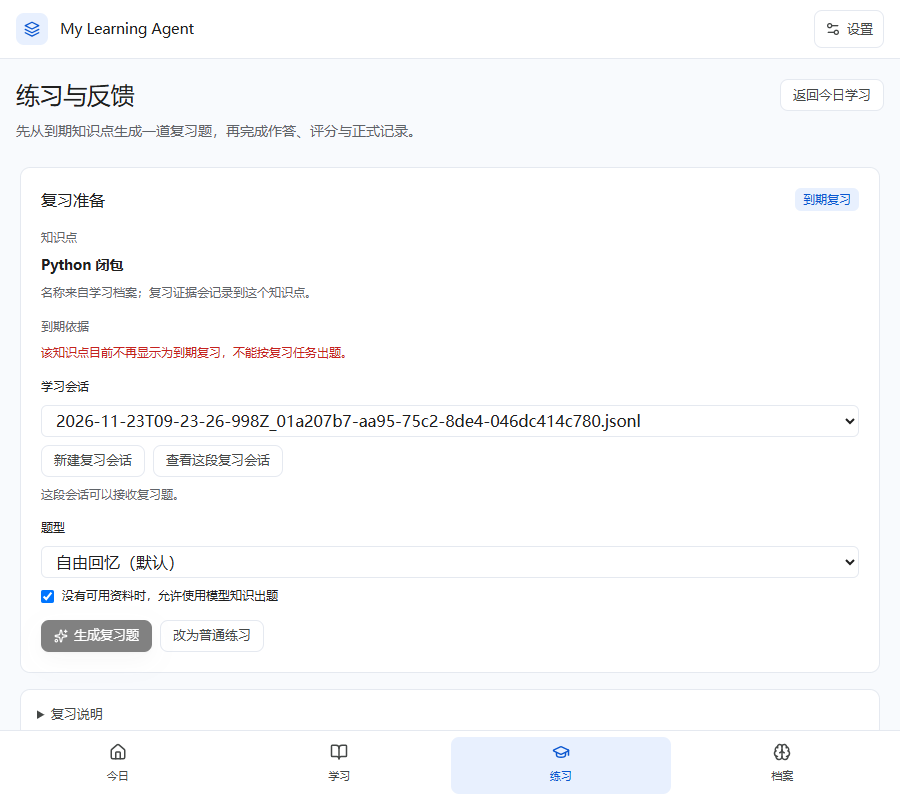 My Learning Agent
设置
练习与反馈
返回今日学习
先从到期知识点生成一道复习题，再完成作答、评分与正式记录。
复习准备
到期复习
知识点
Python 闭包
名称来自学习档案；复习证据会记录到这个知识点。
到期依据
该知识点目前不再显示为到期复习，不能按复习任务出题。
学习会话
2026-11-23T09-23-26-998Z_01a207b7-aa95-75c2-8de4-046dc414c780.jsonl
新建复习会话
查看这段复习会话
这段会话可以接收复习题。
题型
自由回忆（默认）
没有可用资料时，允许使用模型知识出题
生成复习题
改为普通练习
复习说明
今日
学习
练习
档案